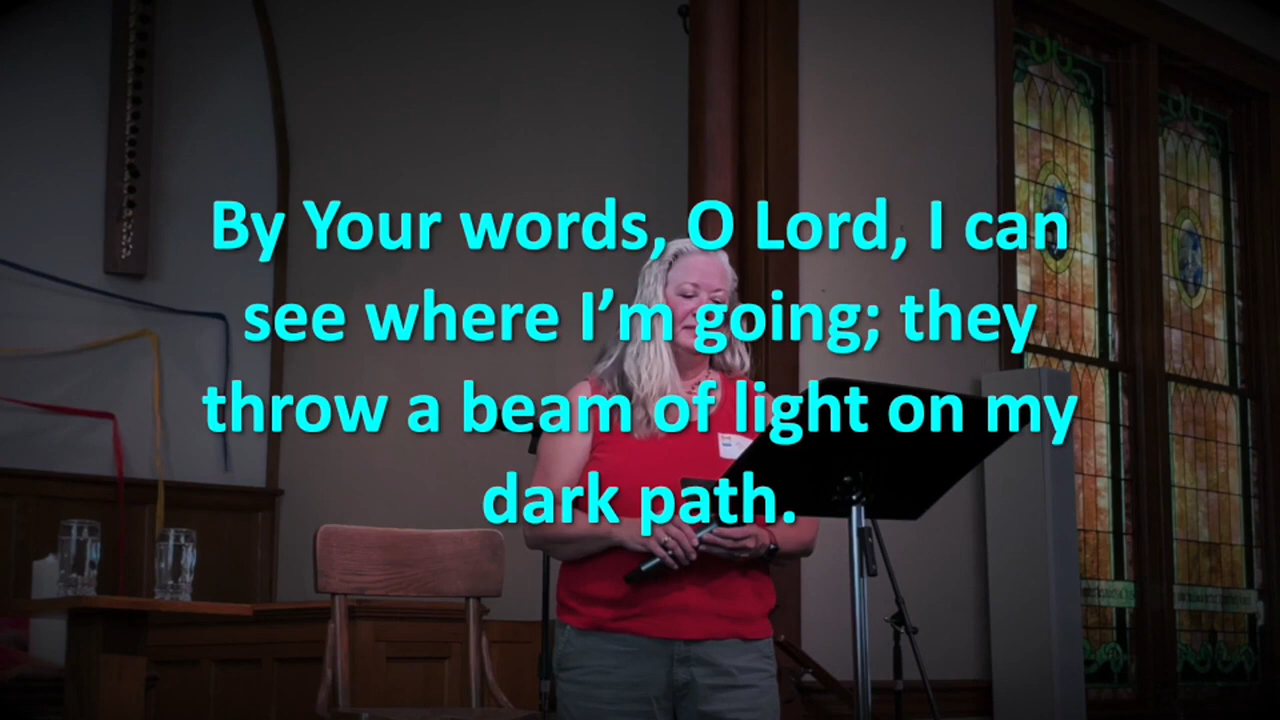 By Your words, O Lord, I can
see where I’m going; they
throw a beam of light on my
dark path.